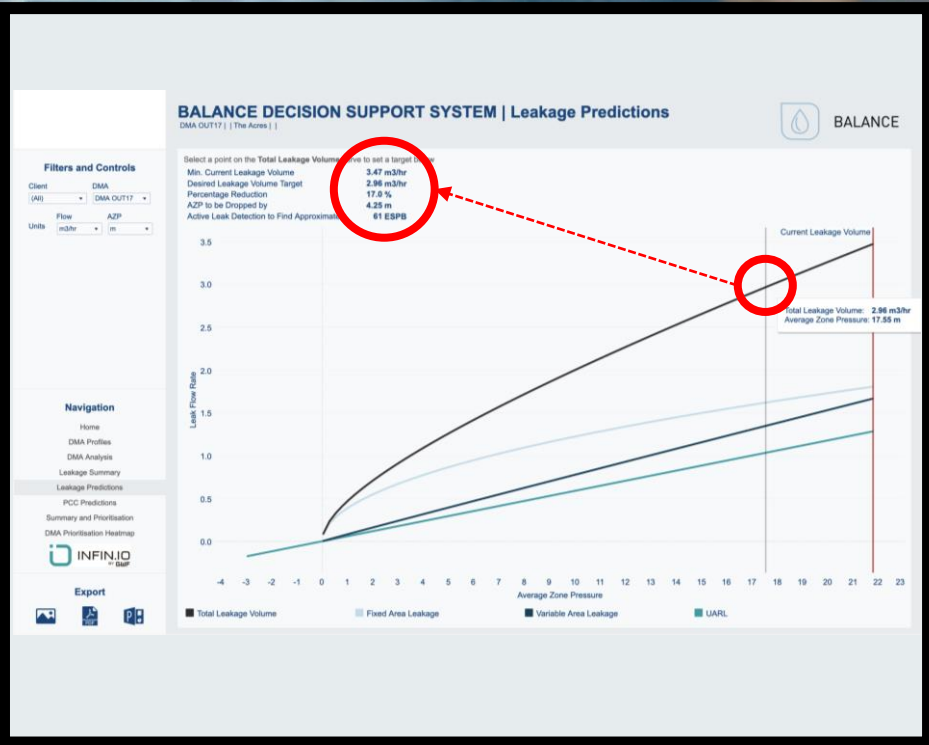 BALANCE DECISION SUPPORT SYSTEM | Leakage Predictions
DMA OUT17 | | The Acres | |
BALANCE
Filters and Controls
Client DMA
(All) DMA OUT17
Flow AZP
Units m3/hr m
Select a point on the Total Leakage Volume to set a target
Min. Current Leakage Volume 3.47 m3/hr
Desired Leakage Volume Target 2.96 m3/hr
Percentage Reduction 17.0 %
AZP to be Dropped by 4.25 m
Active Leak Detection to Find Approximat 61 ESPB
Current Leakage Volume
3.5
3.0
2.5
2.0
1.5
1.0
0.5
0.0
Leak Flow Rate
Total Leakage Volume: 2.96 m3/hr
Average Zone Pressure: 17.55 m
-4 -3 -2 -1 0 1 2 3 4 5 6 7 8 9 10 11 12 13 14 15 16 17 18 19 20 21 22 23
Average Zone Pressure
Total Leakage Volume Fixed Area Leakage Variable Area Leakage UARL
Navigation
Home
DMA Profiles
DMA Analysis
Leakage Summary
Leakage Predictions
PCC Predictions
Summary and Prioritisation
DMA Prioritisation Heatmap
INFIN.IO
BY GWF
Export
PDF
P